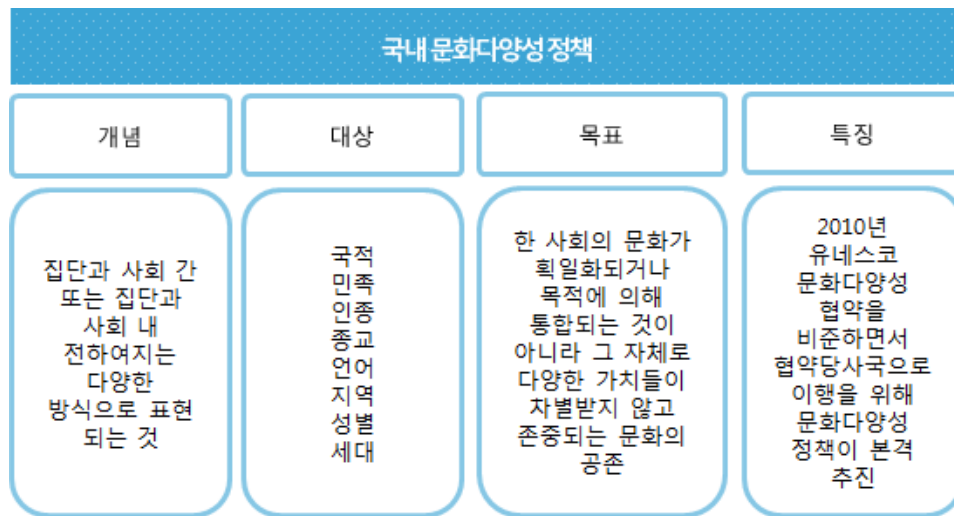 국내 문화다양성 정책
개념
대상
목표
특징
집단과 사회 간
또는 집단과
사회 내
전하여지는
다양한
방식으로 표현
되는 것
국적
민족
인종
종교
언어
지역
성별
세대
한 사회의 문화가
획일화되거나
목적에 의해
통합되는 것이
아니라 그 자체로
다양한 가치들이
차별받지 않고
존중되는 문화의
공존
2010년
유네스코
문화다양성
협약을
비준하면서
협약당사국으로
이행을 위해
문화다양성
정책이 본격
추진